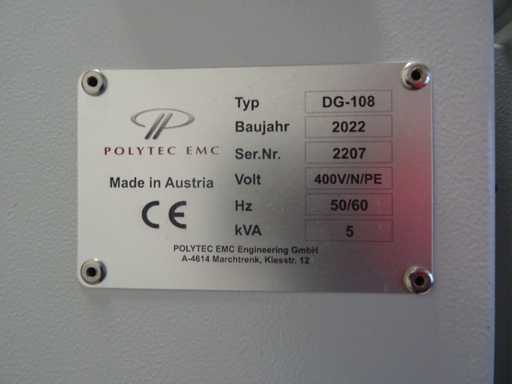 Typ DG-108
Baujahr 2022
POLYTEC EMC
Ser.Nr. 2207
Made in Austria
Volt 400V/N/PE
CE
Hz 50/60
kVA 5
POLYTEC EMC Engineering GmbH
A-4614 Marchtrenk, Kiesstr. 12